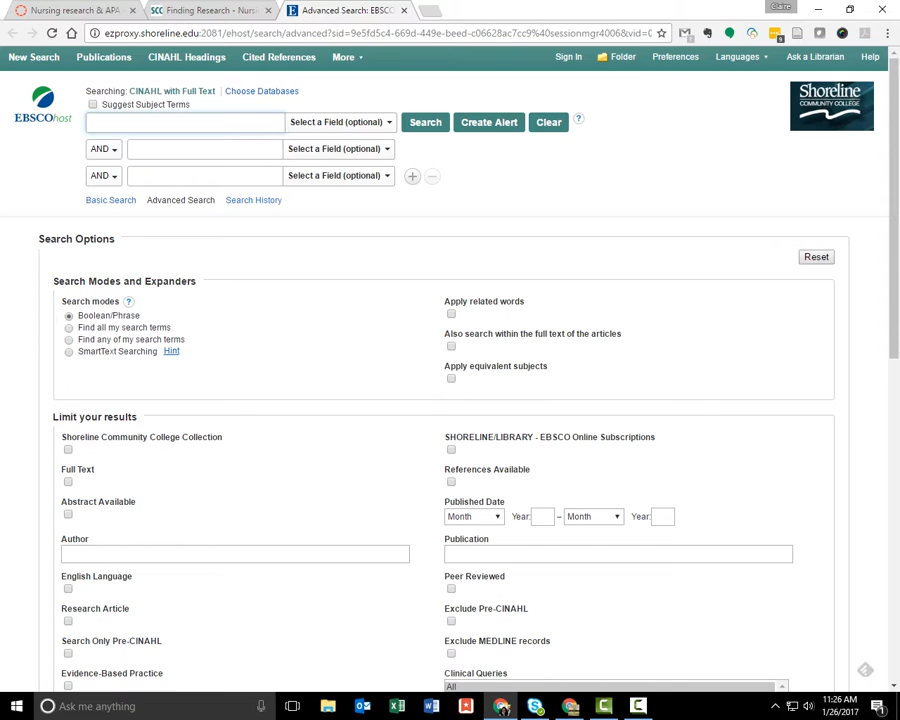 Nursing research & APA
Finding Research - Nurs
Advanced Search: EBSC
Claire
ezproxy.shoreline.edu:2081/ehost/search/advanced?sid=9e5fd5c4-669d-449e-beed-c06628ac7cc9%40sessionmgr4006&vid=0
New Search Publications CINAHL Headings Cited References More Sign In Folder Preferences Languages Ask a Librarian Help
Searching: CINAHL with Full Text Choose Databases
Suggest Subject Terms
EBSCOhost
Select a Field (optional) Search Create Alert Clear ?
AND Select a Field (optional)
AND Select a Field (optional)
Shoreline
COMMUNITY COLLEGE
Basic Search Advanced Search Search History
Search Options
Reset
Search Modes and Expanders
Search modes ?
Boolean/Phrase
Find all my search terms
Find any of my search terms
SmartText Searching Hint
Apply related words
Also search within the full text of the articles
Apply equivalent subjects
Limit your results
Shoreline Community College Collection SHORELINE/LIBRARY - EBSCO Online Subscriptions
Full Text References Available
Abstract Available Published Date
Month Year: – Month Year:
Author Publication
English Language Peer Reviewed
Research Article Exclude Pre-CINAHL
Search Only Pre-CINAHL Exclude MEDLINE records
Evidence-Based Practice Clinical Queries
All
Ask me anything
11:26 AM
1/26/2017